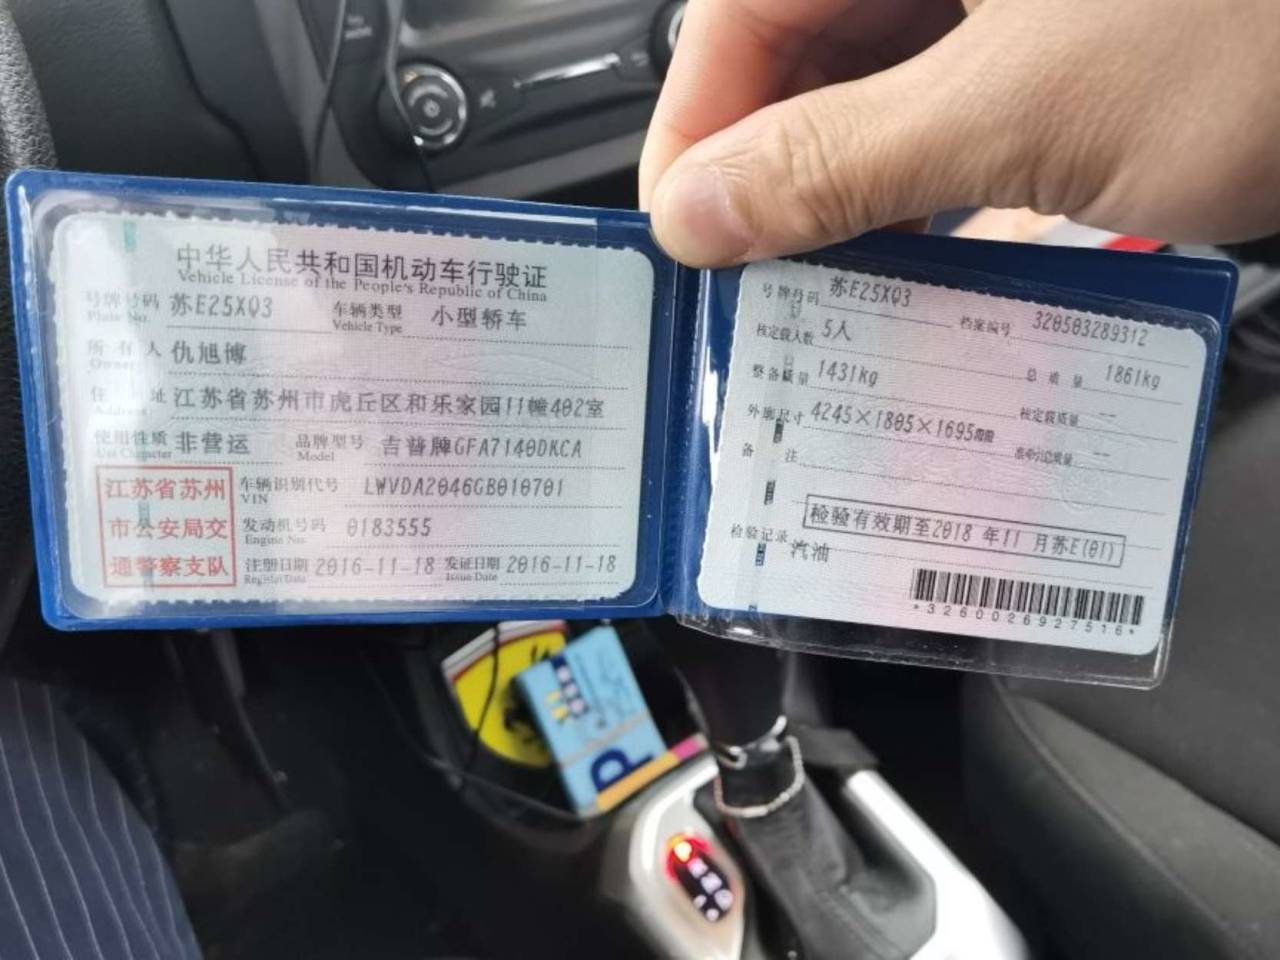 中华人民共和国机动车行驶证
Vehicle License of the People's Republic of China
号牌号码 苏E25XQ3 车辆类型 小型轿车
Plate No. Vehicle Type
所有人 仇旭博
Owner
住址 江苏省苏州市虎丘区和乐家园11幢402室
Address
使用性质 非营运 品牌型号 吉普牌GFA7140DKCA
Use Character Model
江苏省苏州
市公安局交
通警察支队
车辆识别代号 LWVDA2046GB010701
VIN
发动机号码 0183555
Engine No.
注册日期 2016-11-18 发证日期 2016-11-18
Register Date Issue Date
号牌号码 苏E25XQ3 档案编号 320503289312
核定载人数 5人 总质量 1861kg
整备质量 1431kg 核定载质量 --
外廓尺寸 4245×1805×1695 准牵引总质量 --
备注
检验有效期至2018年11月苏E(01)
检验记录 汽油
*3260026927516*
P